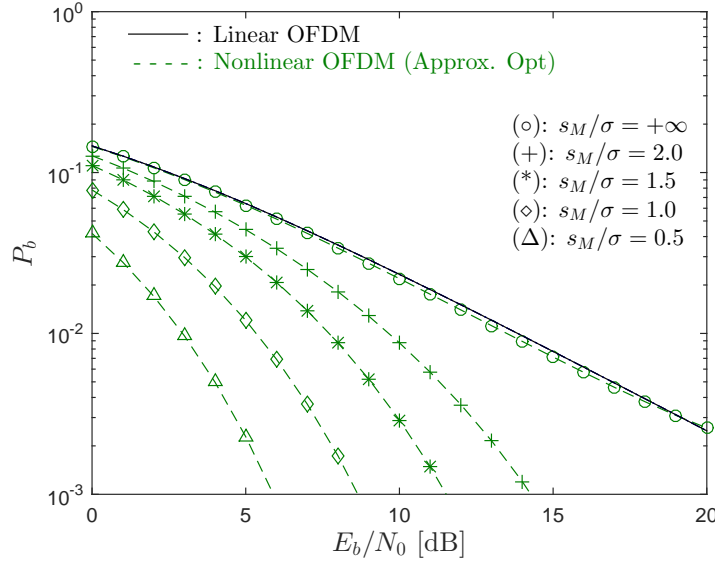 10^0
10^{-1}
10^{-2}
10^{-3}
P_b
: Linear OFDM
: Nonlinear OFDM (Approx. Opt)
(○): s_M/σ = +∞
(+): s_M/σ = 2.0
(*): s_M/σ = 1.5
(◇): s_M/σ = 1.0
(Δ): s_M/σ = 0.5
0 5 10 15 20
E_b/N_0 [dB]